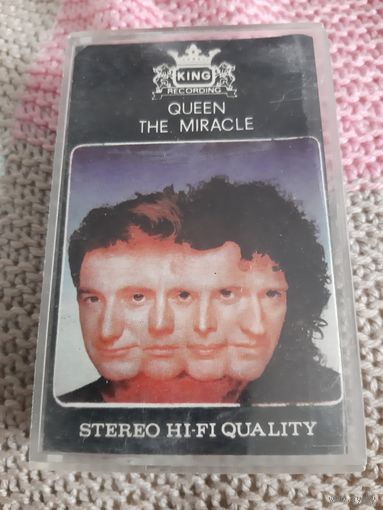 KING
RECORDING
QUEEN
THE MIRACLE
STEREO HI-FI QUALITY